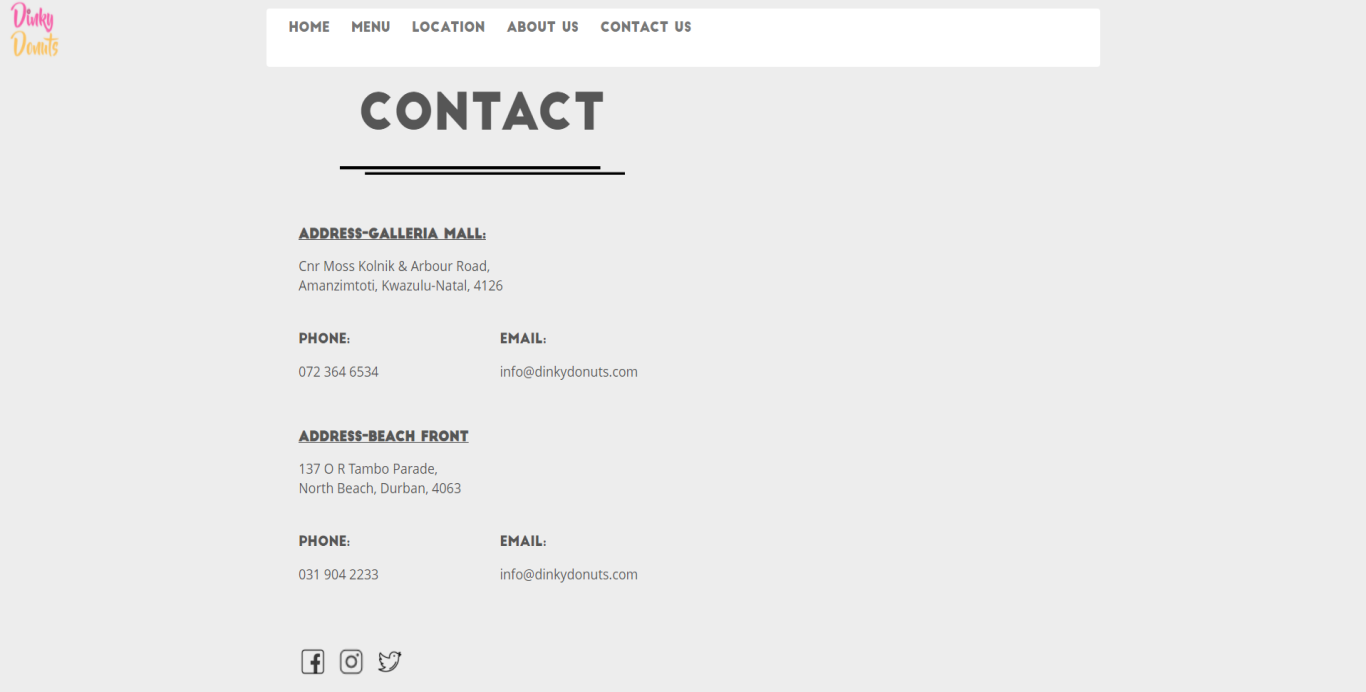 Dinky
Donuts
HOME MENU LOCATION ABOUT US CONTACT US
CONTACT
ADDRESS-GALLERIA MALL:
Cnr Moss Kolnik & Arbour Road,
Amanzimtoti, Kwazulu-Natal, 4126
PHONE: EMAIL:
072 364 6534 info@dinkydonuts.com
ADDRESS-BEACH FRONT
137 O R Tambo Parade,
North Beach, Durban, 4063
PHONE: EMAIL:
031 904 2233 info@dinkydonuts.com